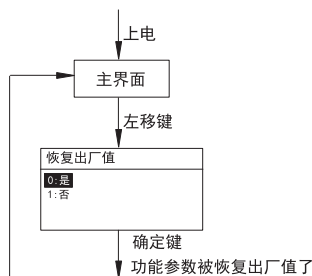 上电
主界面
左移键
恢复出厂值
0:是
1:否
确定键
功能参数被恢复出厂值了